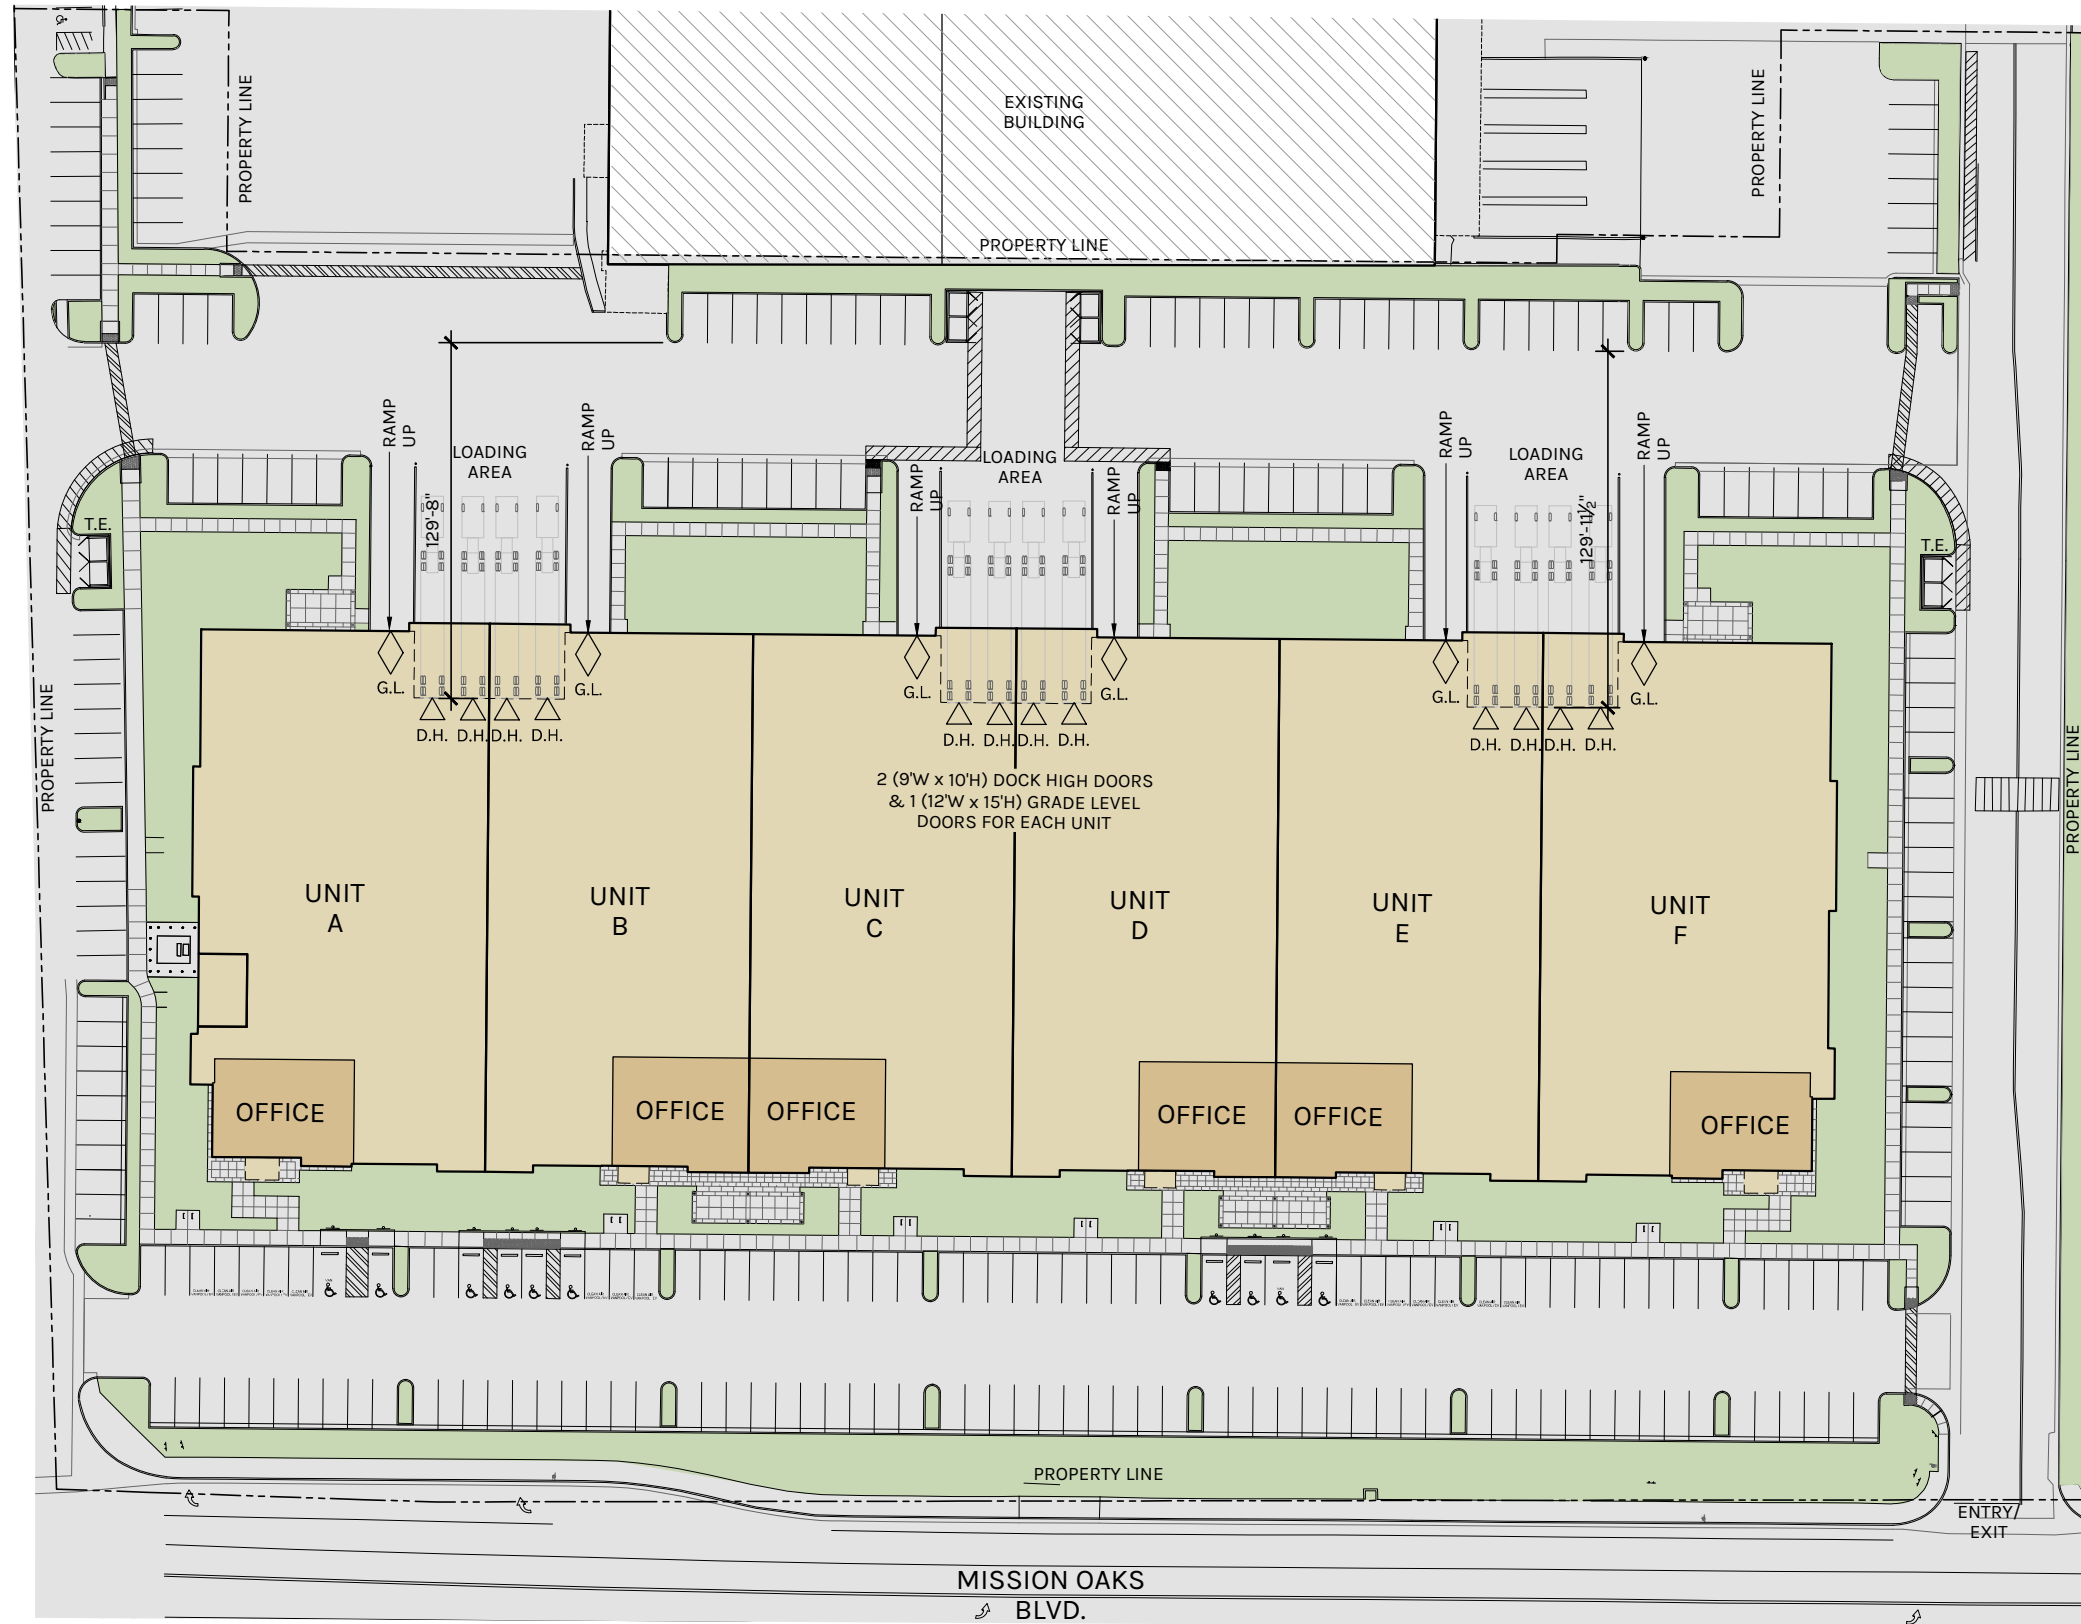 EXISTING
BUILDING
PROPERTY LINE
PROPERTY LINE
PROPERTY LINE
RAMP
UP
LOADING
AREA
RAMP
UP
RAMP
UP
LOADING
AREA
RAMP
UP
RAMP
UP
LOADING
AREA
RAMP
UP
129'-8"
129'-11½"
T.E.
T.E.
G.L.
G.L.
G.L.
G.L.
G.L.
G.L.
D.H.
D.H.
D.H.
D.H.
D.H.
D.H.
D.H.
D.H.
D.H.
D.H.
D.H.
D.H.
PROPERTY LINE
PROPERTY LINE
2 (9'W x 10'H) DOCK HIGH DOORS
& 1 (12'W x 15'H) GRADE LEVEL
DOORS FOR EACH UNIT
UNIT
A
UNIT
B
UNIT
C
UNIT
D
UNIT
E
UNIT
F
OFFICE
OFFICE
OFFICE
OFFICE
OFFICE
OFFICE
PROPERTY LINE
ENTRY/
EXIT
MISSION OAKS
BLVD.